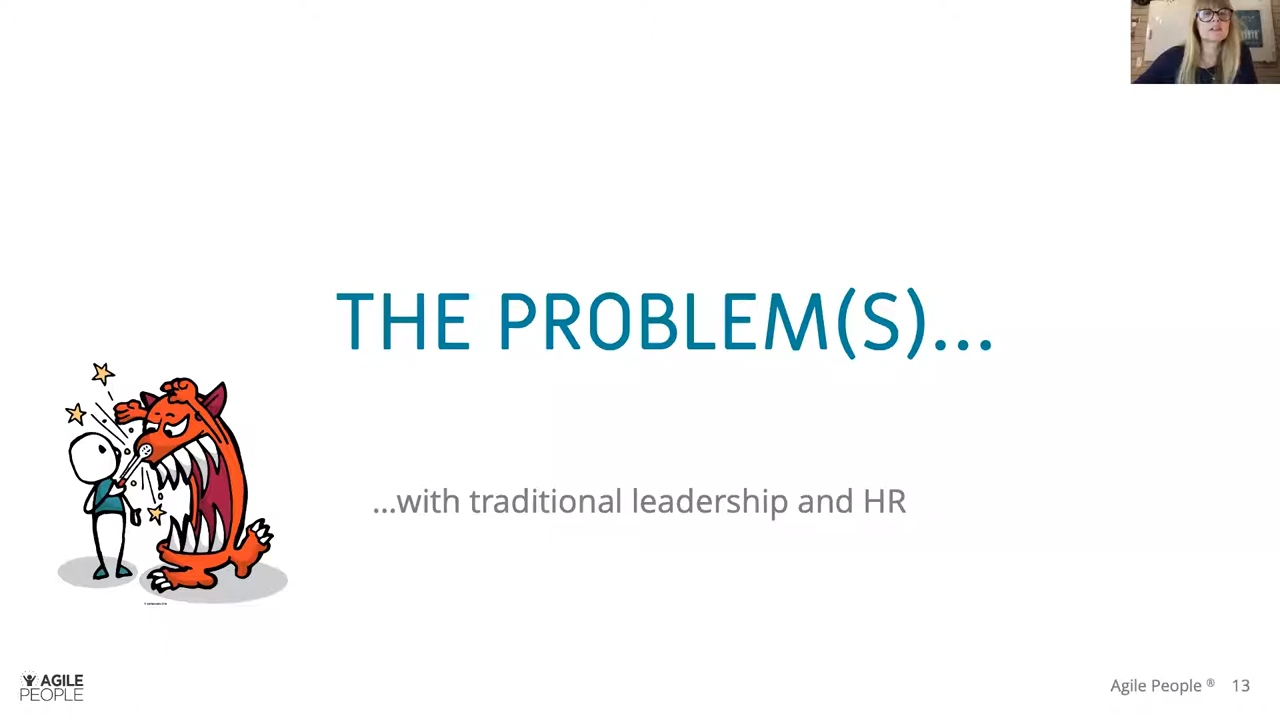 THE PROBLEM(S)...
...with traditional leadership and HR
AGILE
PEOPLE
Agile People ® 13